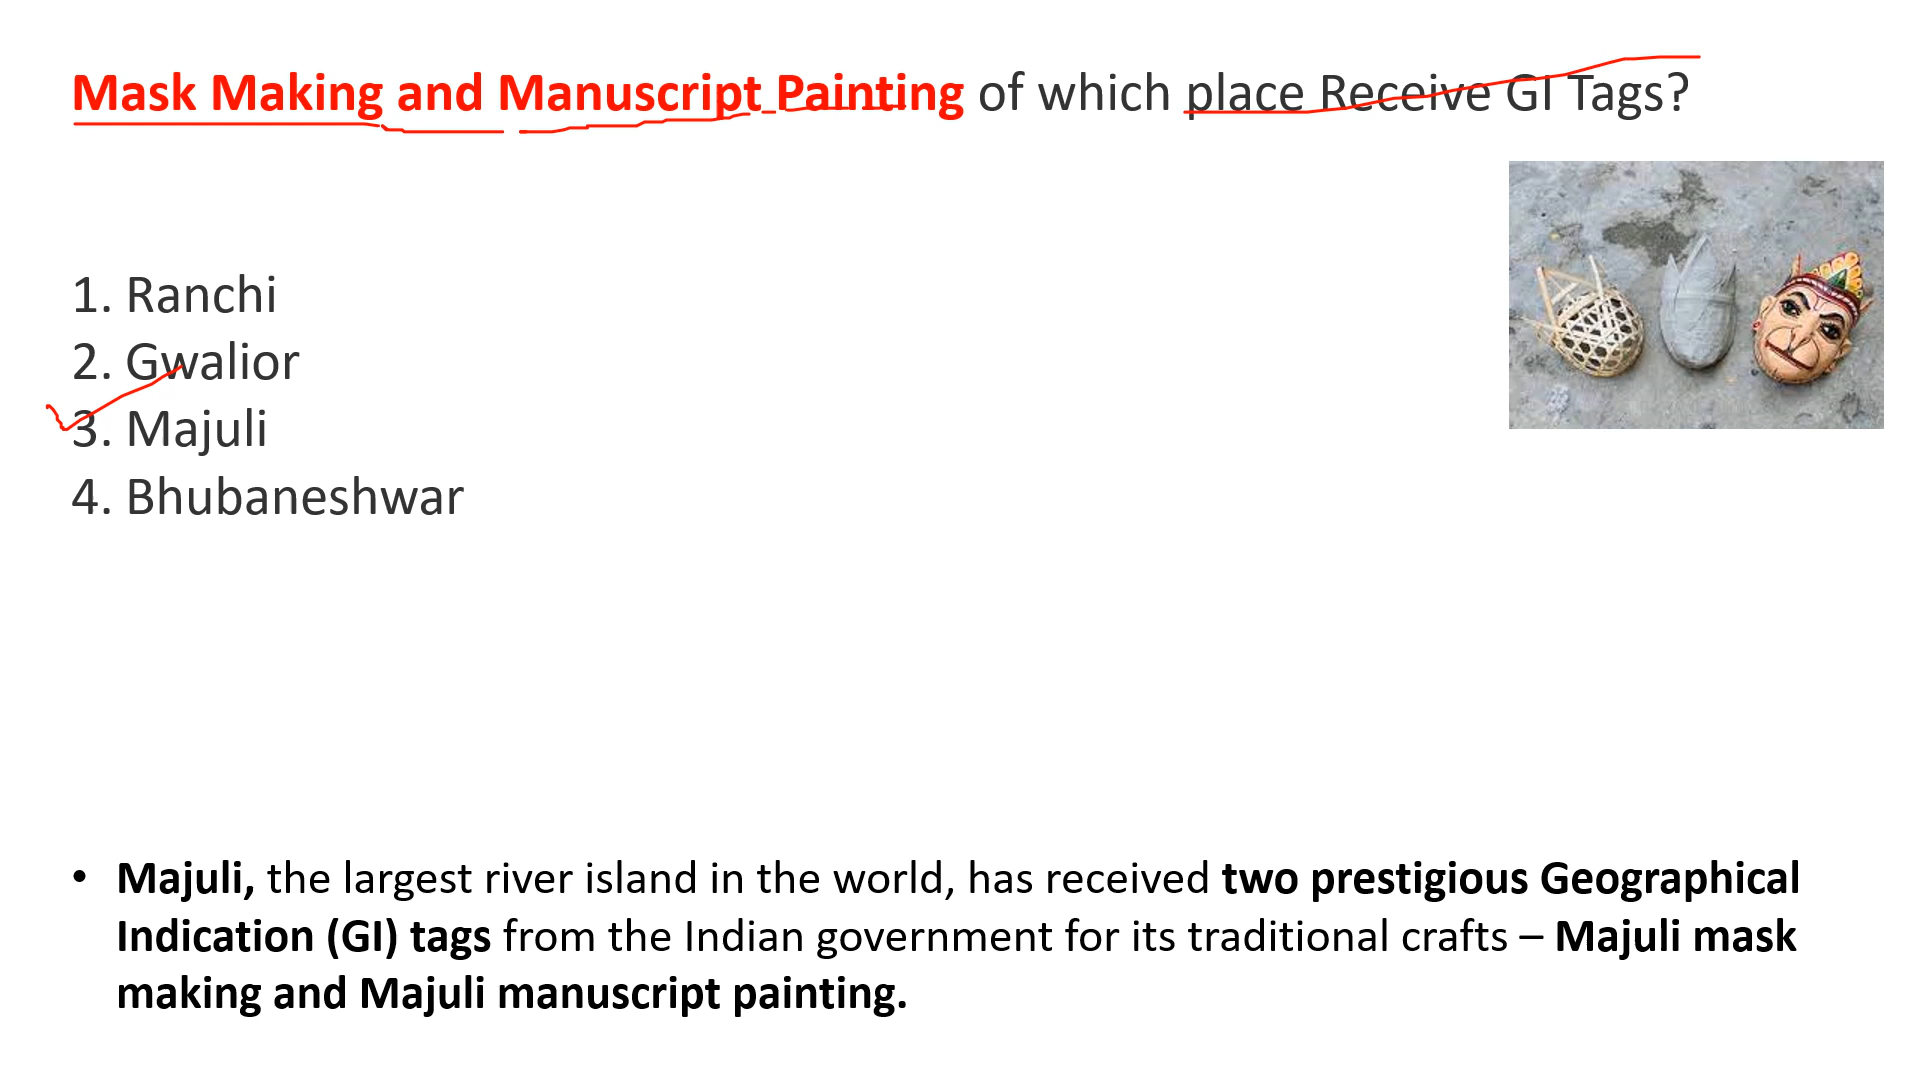 Mask Making and Manuscript Painting of which place Receive GI Tags?
1. Ranchi
2. Gwalior
3. Majuli
4. Bhubaneshwar
• Majuli, the largest river island in the world, has received two prestigious Geographical
Indication (GI) tags from the Indian government for its traditional crafts – Majuli mask
making and Majuli manuscript painting.